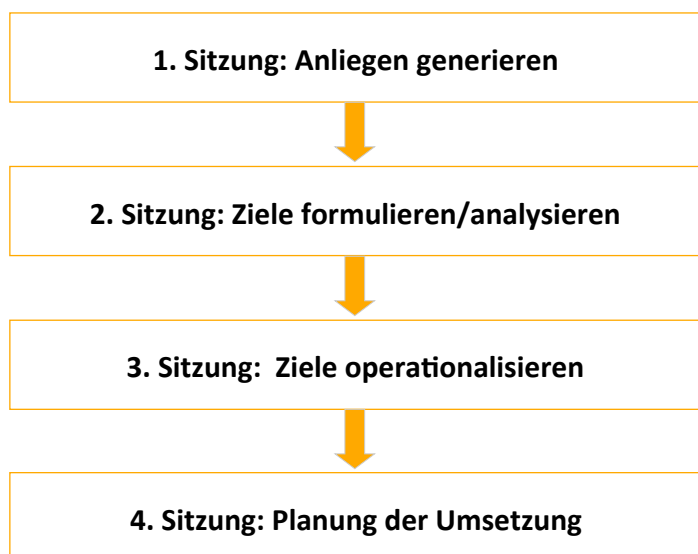 1. Sitzung: Anliegen generieren
2. Sitzung: Ziele formulieren/analysieren
3. Sitzung:  Ziele operationalisieren
4. Sitzung: Planung der Umsetzung